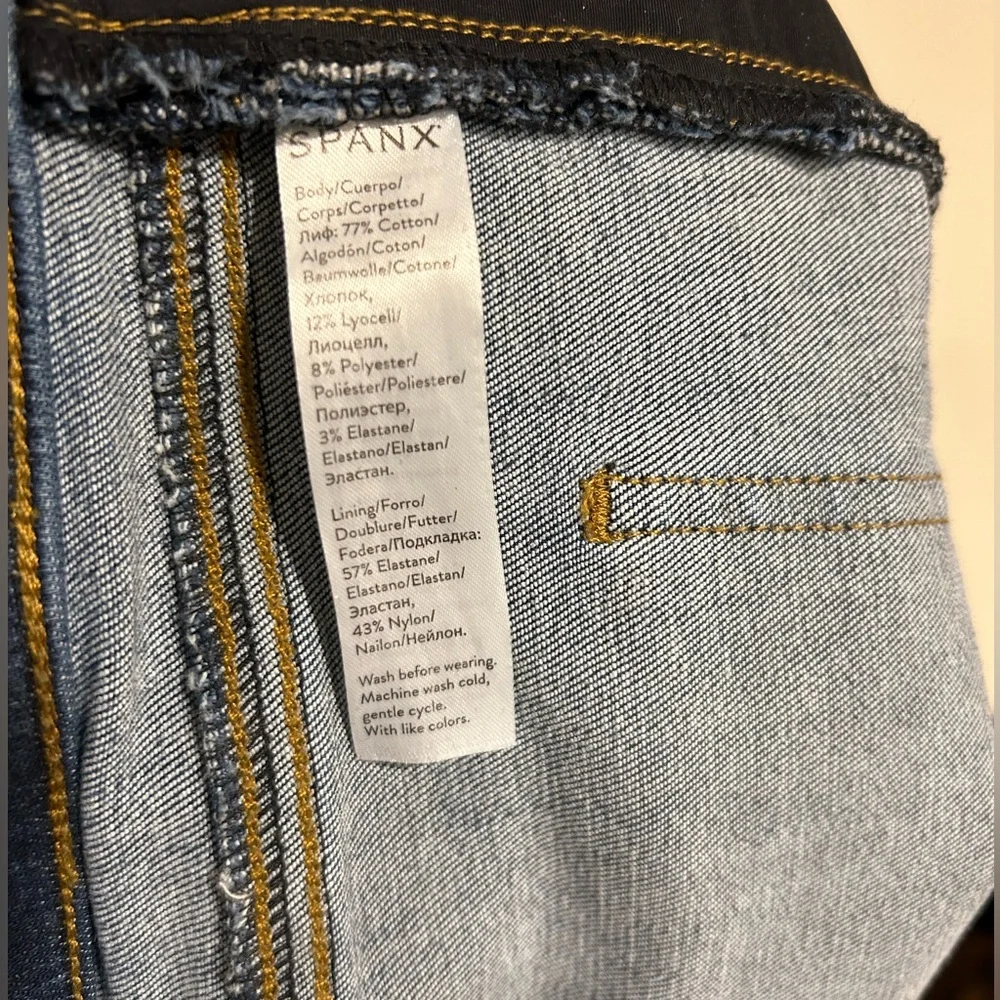 SPANX
Body/Cuerpo/
Corps/Corpetto/
Лиф: 77% Cotton/
Algodón/Coton/
Baumwolle/Cotone/
Хлопок,
12% Lyocell/
Лиоцелл,
8% Polyester/
Poliéster/Poliestere/
Полиэстер,
3% Elastane/
Elastano/Elastan/
Эластан.
Lining/Forro/
Doublure/Futter/
Fodera/Подкладка:
57% Elastane/
Elastano/Elastan/
Эластан,
43% Nylon/
Nailon/Нейлон.
Wash before wearing.
Machine wash cold,
gentle cycle.
With like colors.